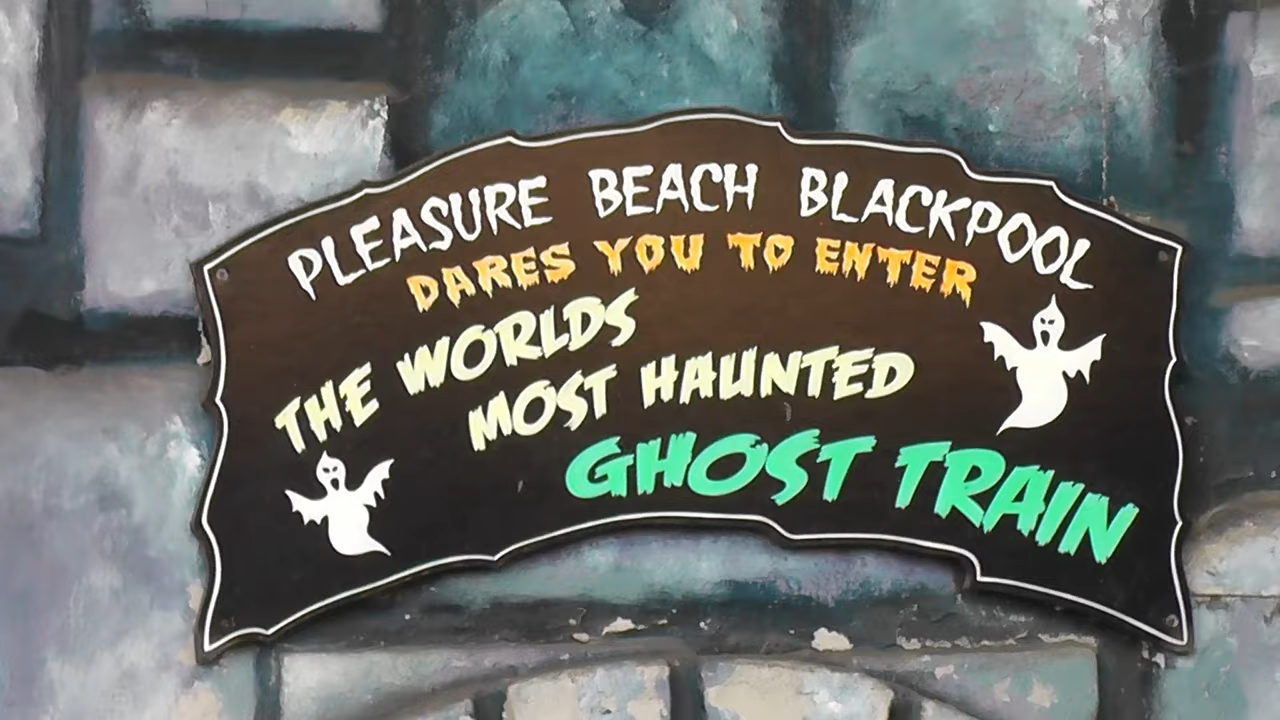 PLEASURE BEACH BLACKPOOL
DARES YOU TO ENTER
THE WORLDS
MOST HAUNTED
GHOST TRAIN